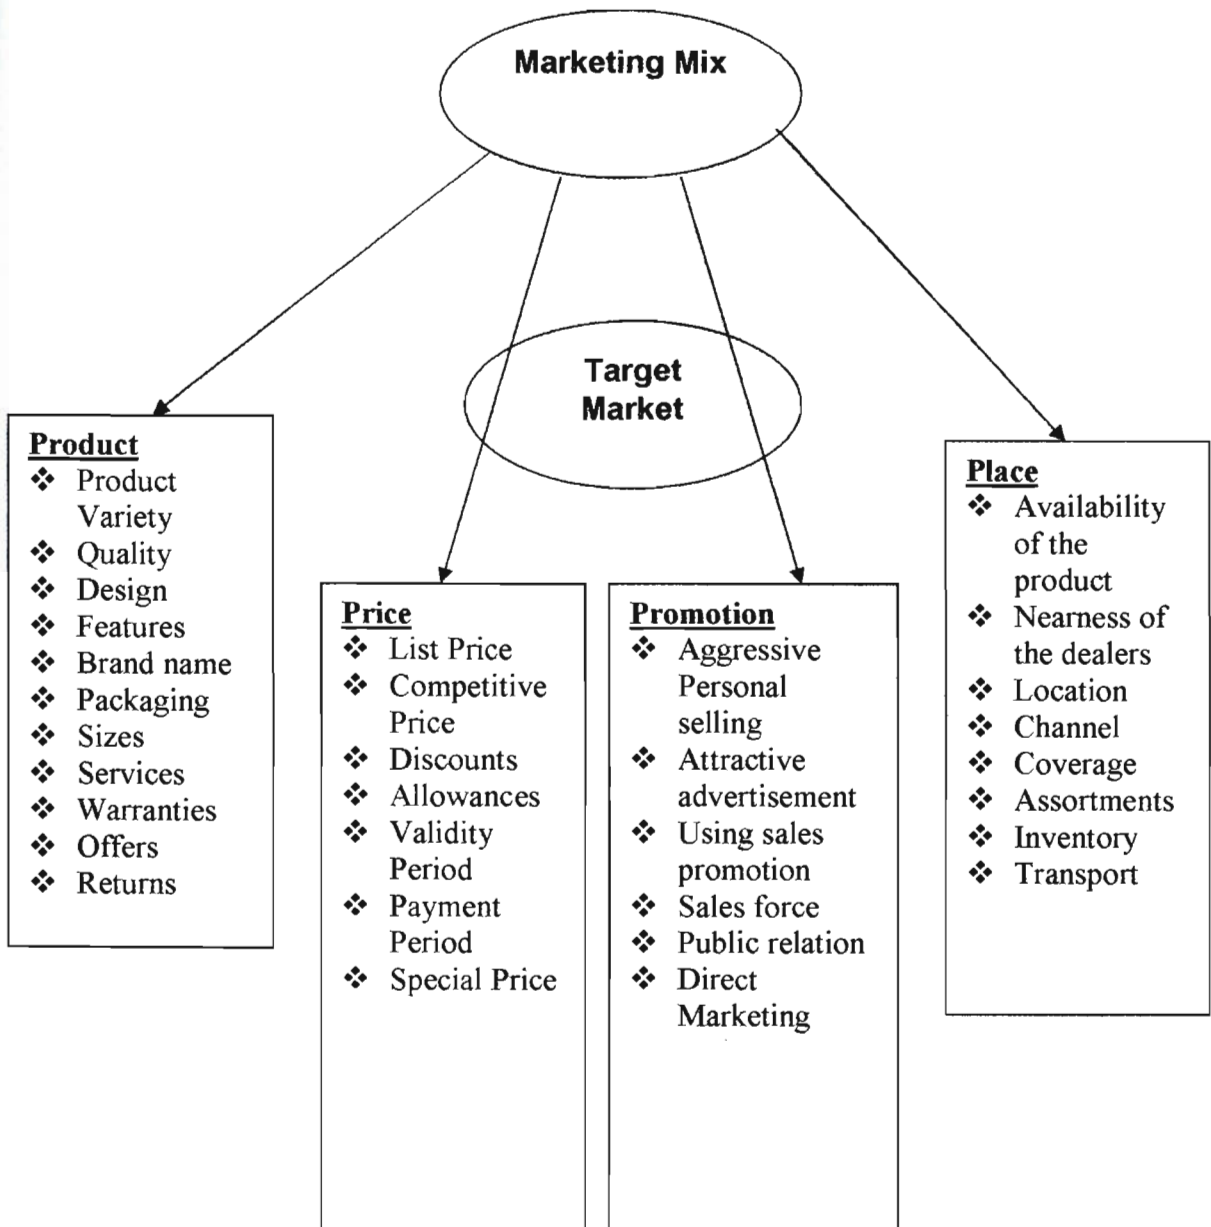 Marketing Mix
Target
Market
Product
❖ Product
Variety
❖ Quality
❖ Design
❖ Features
❖ Brand name
❖ Packaging
❖ Sizes
❖ Services
❖ Warranties
❖ Offers
❖ Returns
Price
❖ List Price
❖ Competitive
Price
❖ Discounts
❖ Allowances
❖ Validity
Period
❖ Payment
Period
❖ Special Price
Promotion
❖ Aggressive
Personal
selling
❖ Attractive
advertisement
❖ Using sales
promotion
❖ Sales force
❖ Public relation
❖ Direct
Marketing
Place
❖ Availability
of the
product
❖ Nearness of
the dealers
❖ Location
❖ Channel
❖ Coverage
❖ Assortments
❖ Inventory
❖ Transport